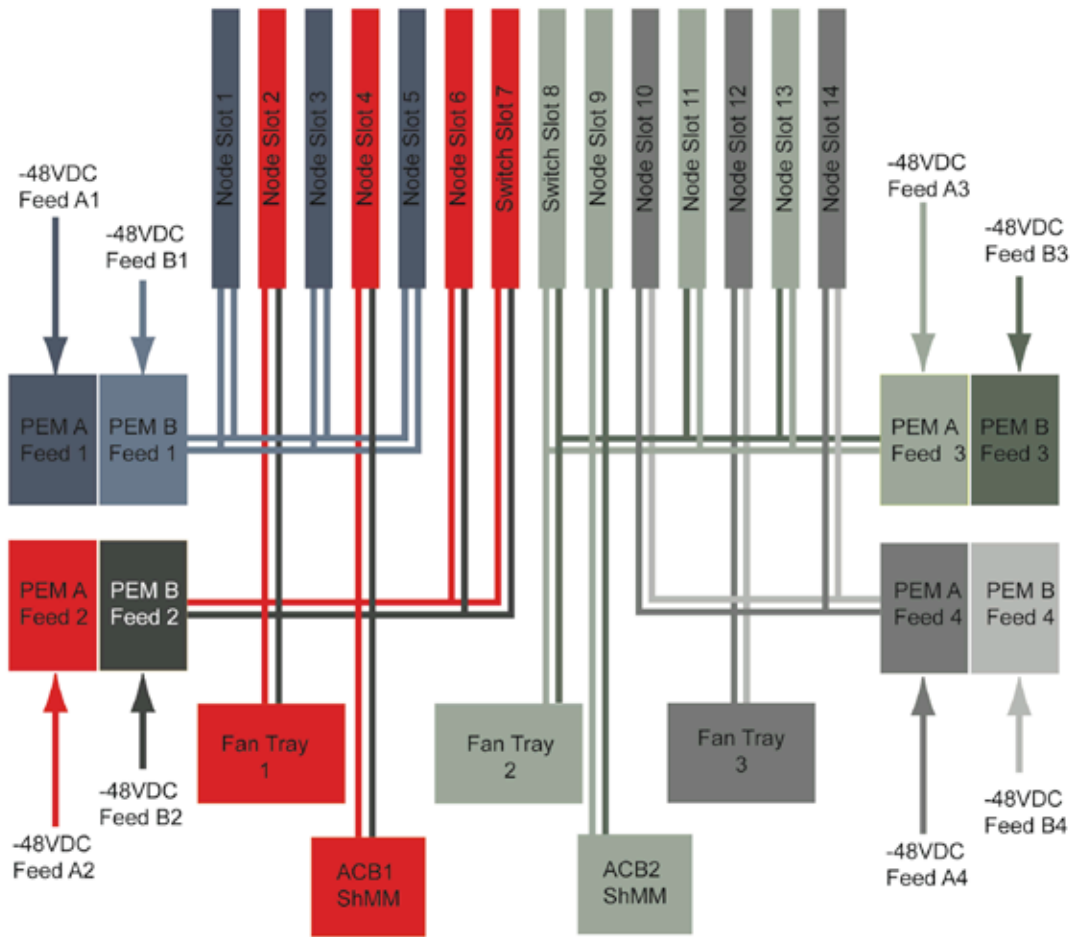 Node Slot 1
Node Slot 2
Node Slot 3
Node Slot 4
Node Slot 5
Node Slot 6
Switch Slot 7
Switch Slot 8
Node Slot 9
Node Slot 10
Node Slot 11
Node Slot 12
Node Slot 13
Node Slot 14
-48VDC
Feed A1
-48VDC
Feed B1
-48VDC
Feed A3
-48VDC
Feed B3
PEM A
Feed 1
PEM B
Feed 1
PEM A
Feed 3
PEM B
Feed 3
PEM A
Feed 2
PEM B
Feed 2
PEM A
Feed 4
PEM B
Feed 4
Fan Tray
1
Fan Tray
2
Fan Tray
3
-48VDC
Feed B2
-48VDC
Feed A2
-48VDC
Feed B4
-48VDC
Feed A4
ACB1
ShMM
ACB2
ShMM